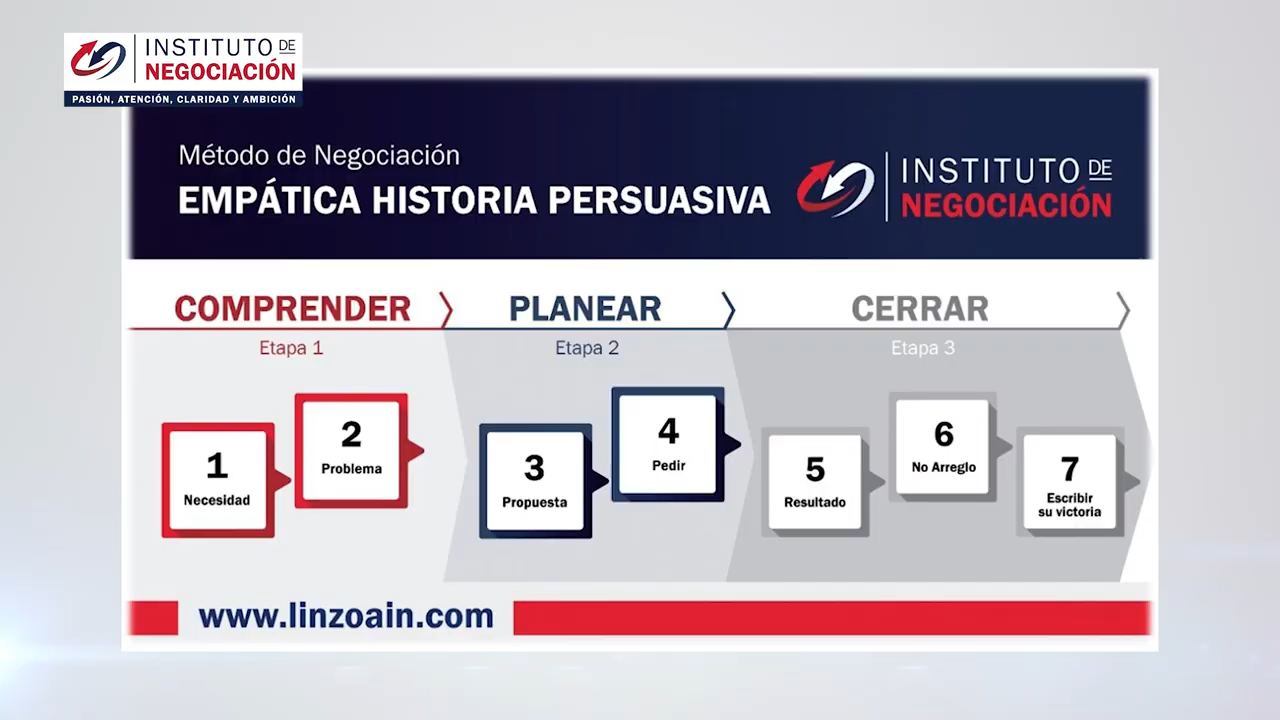 INSTITUTO DE
NEGOCIACIÓN
PASIÓN, ATENCIÓN, CLARIDAD Y AMBICIÓN
Método de Negociación
EMPÁTICA HISTORIA PERSUASIVA
INSTITUTO DE
NEGOCIACIÓN
COMPRENDER
PLANEAR
CERRAR
Etapa 1
Etapa 2
Etapa 3
1
Necesidad
2
Problema
3
Propuesta
4
Pedir
5
Resultado
6
No Arreglo
7
Escribir
su victoria
www.linzoain.com